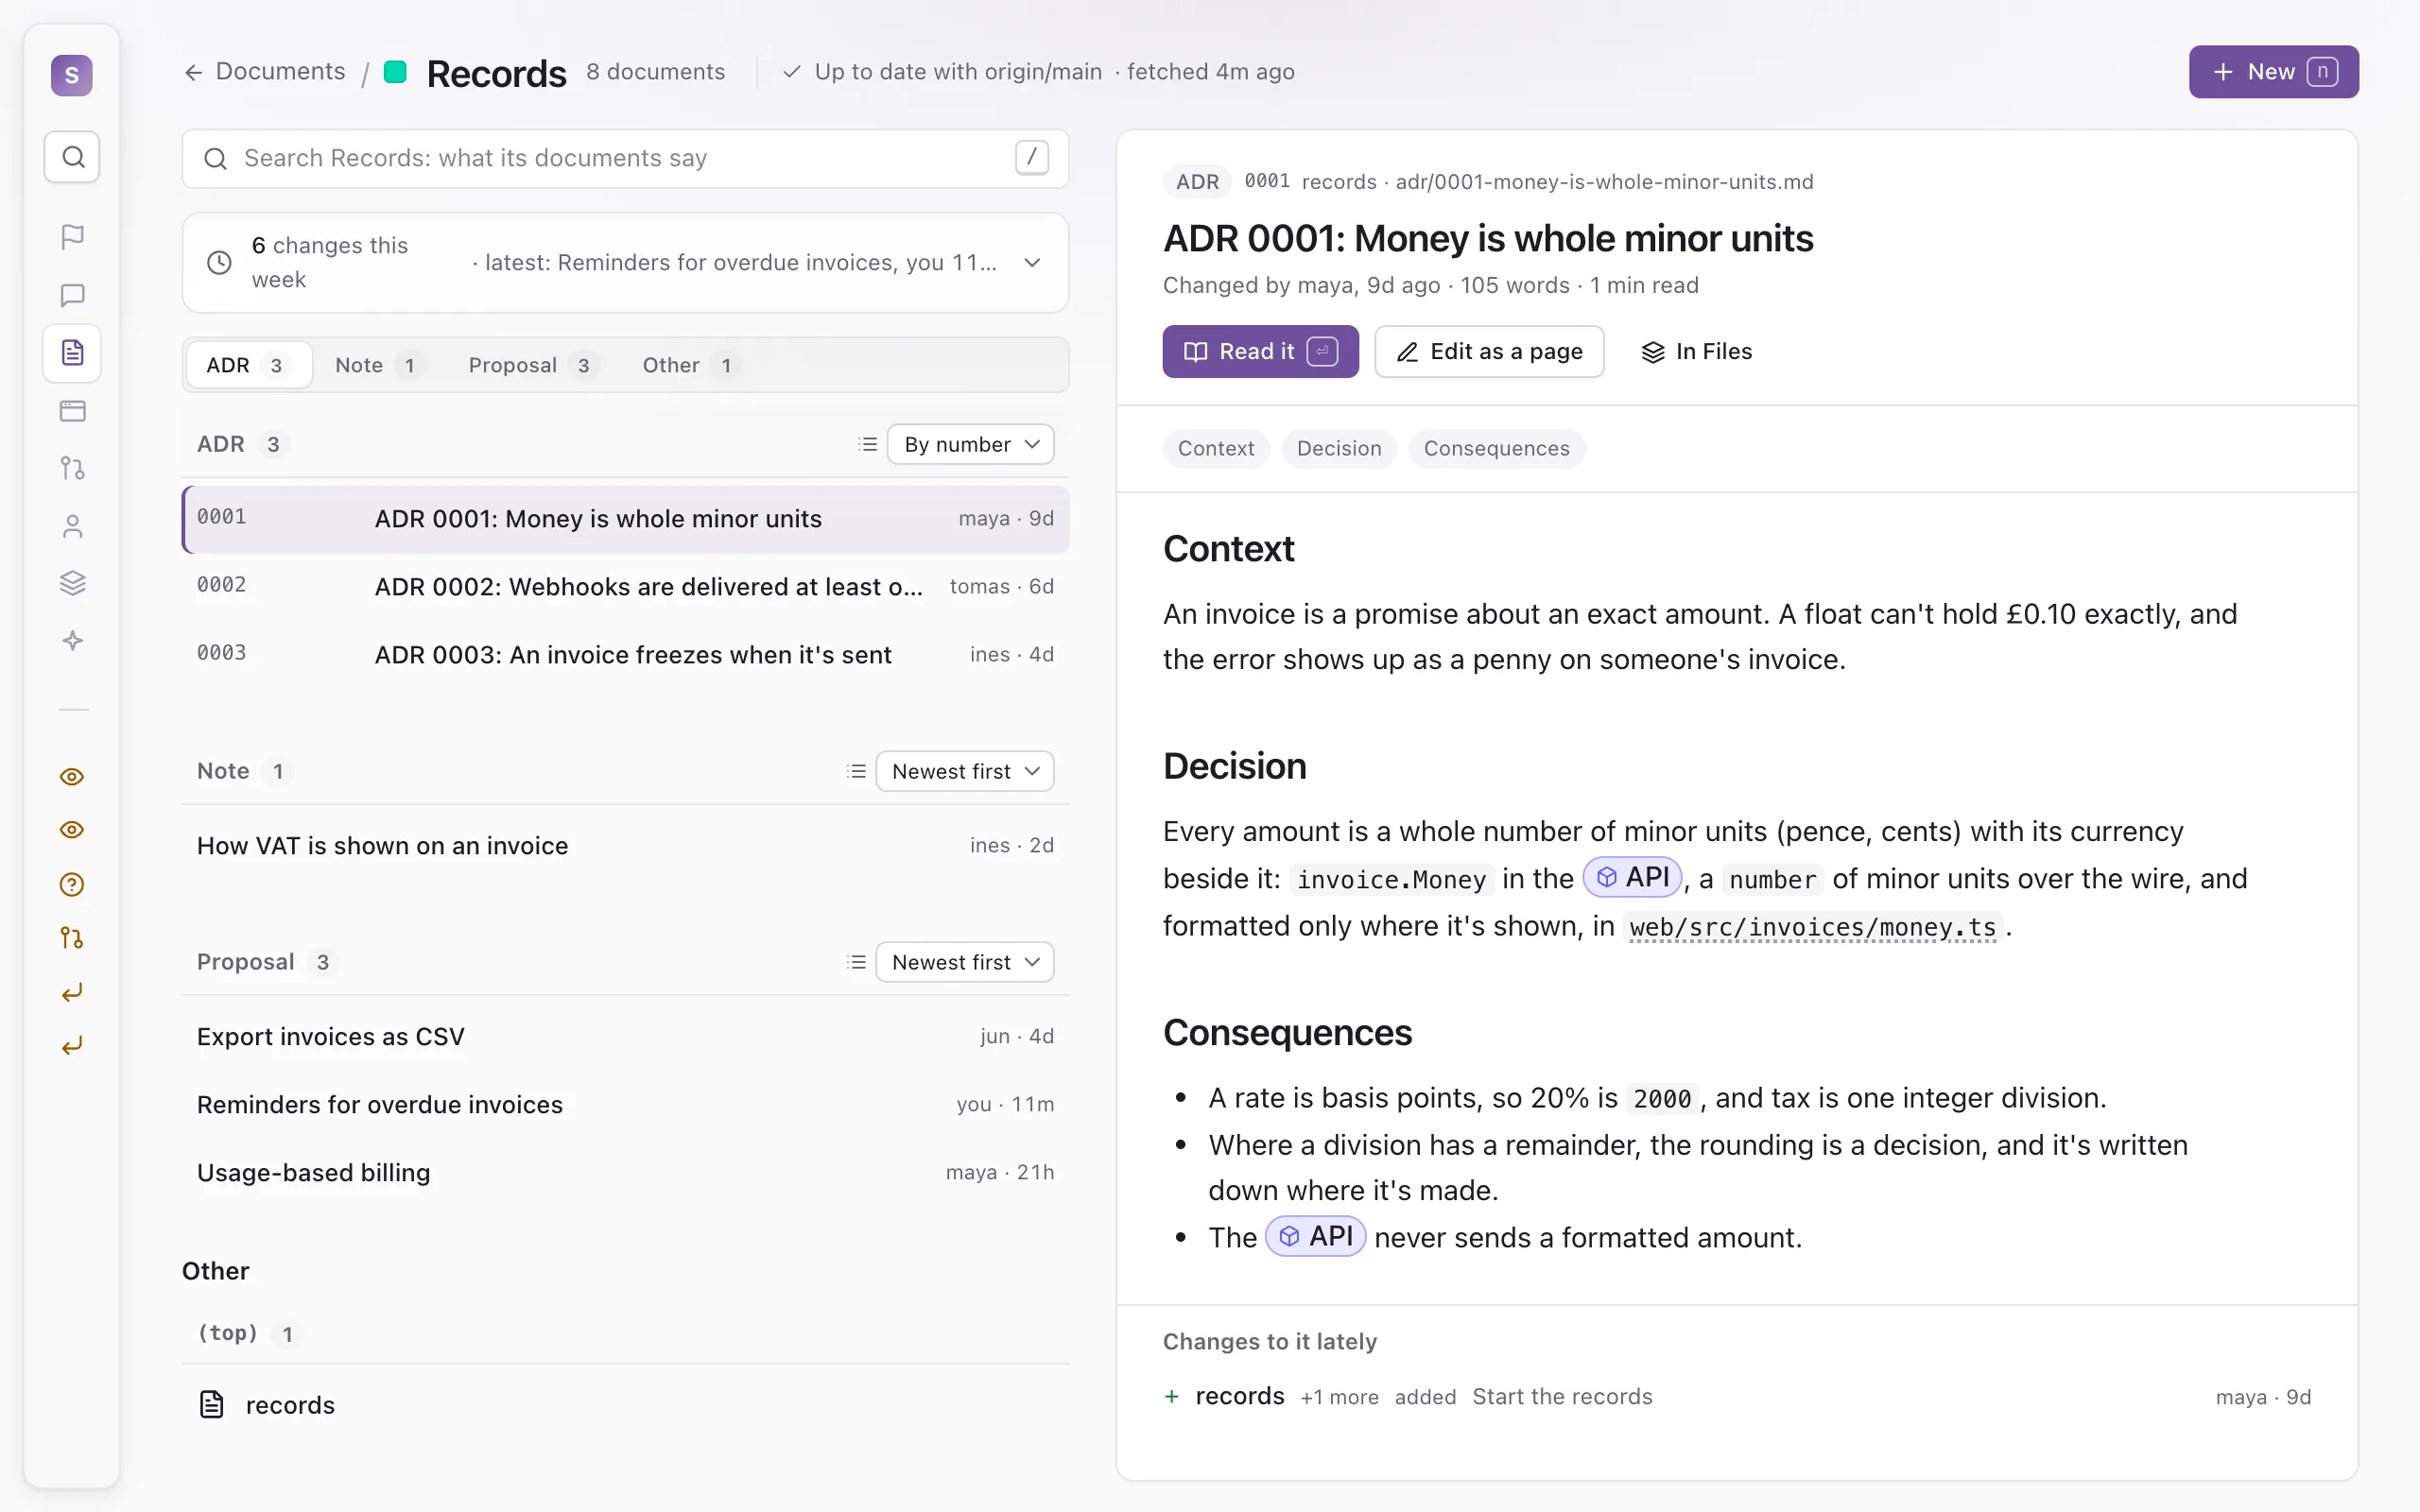 S
Documents / Records 8 documents Up to date with origin/main · fetched 4m ago
+ New n
Search Records: what its documents say /
6 changes this week · latest: Reminders for overdue invoices, you 11…
ADR 3 Note 1 Proposal 3 Other 1
ADR 3 By number
0001 ADR 0001: Money is whole minor units maya · 9d
0002 ADR 0002: Webhooks are delivered at least o… tomas · 6d
0003 ADR 0003: An invoice freezes when it's sent ines · 4d
Note 1 Newest first
How VAT is shown on an invoice ines · 2d
Proposal 3 Newest first
Export invoices as CSV jun · 4d
Reminders for overdue invoices you · 11m
Usage-based billing maya · 21h
Other
(top) 1
records
ADR 0001 records · adr/0001-money-is-whole-minor-units.md
ADR 0001: Money is whole minor units
Changed by maya, 9d ago · 105 words · 1 min read
Read it Edit as a page In Files
Context Decision Consequences
Context
An invoice is a promise about an exact amount. A float can't hold £0.10 exactly, and
the error shows up as a penny on someone's invoice.
Decision
Every amount is a whole number of minor units (pence, cents) with its currency
beside it: invoice.Money in the API, a number of minor units over the wire, and
formatted only where it's shown, in web/src/invoices/money.ts.
Consequences
• A rate is basis points, so 20% is 2000, and tax is one integer division.
• Where a division has a remainder, the rounding is a decision, and it's written
down where it's made.
• The API never sends a formatted amount.
Changes to it lately
+ records +1 more added Start the records maya · 9d